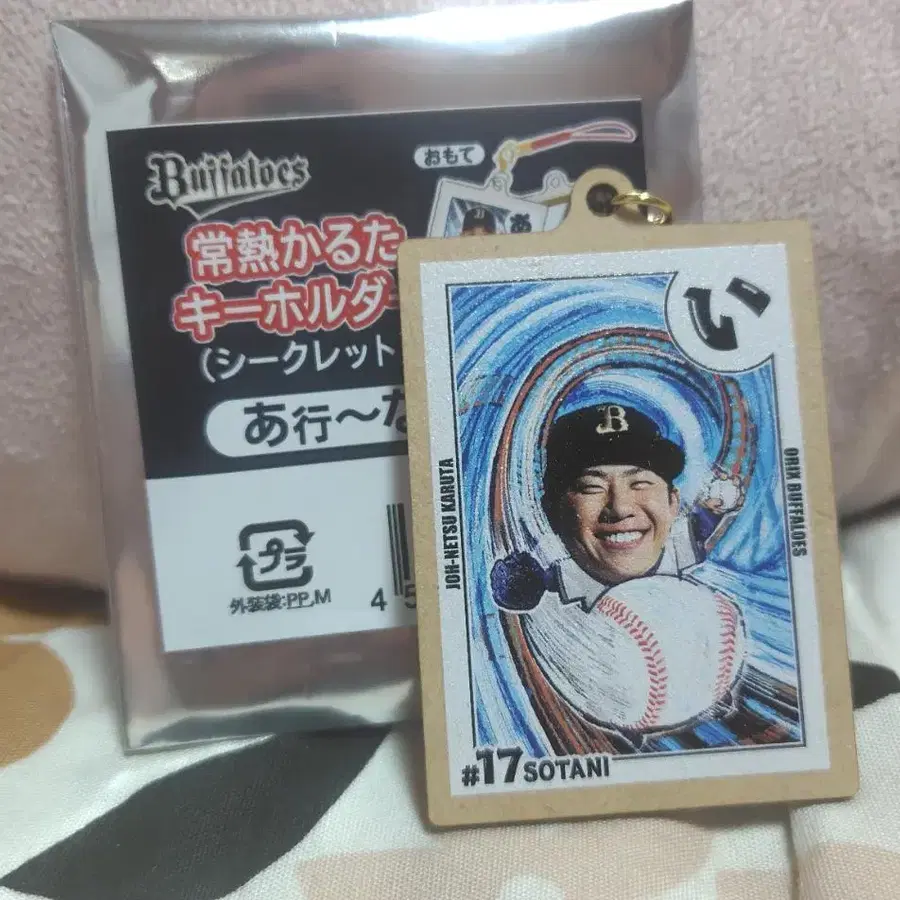 Buffaloes
おもて
常熱かるた
キーホルダー
(シークレット
あ行～な
プラ
外装袋:PP,M
4 5
い
JOH-NETSU KARUTA
ORIX BUFFALOES
B
#17 SOTANI